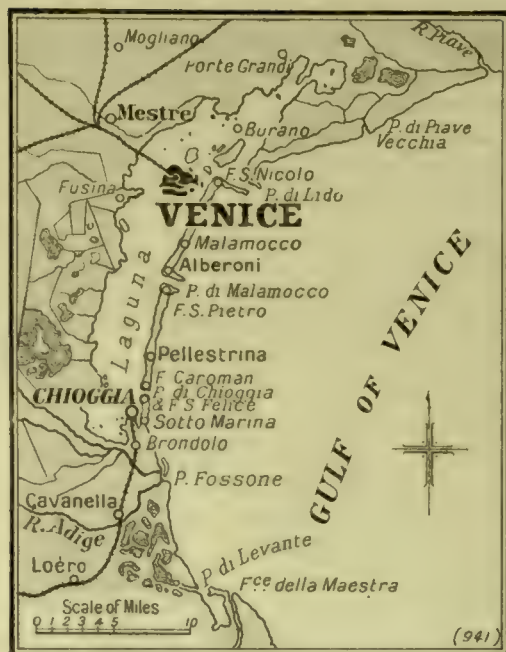 R. Piave
Mogliano
Porte Grandi
Mestre
Burano
P. di Piave
Vecchia
F. S. Nicolo
Fusina
P. di Lido
VENICE
Malamocco
Alberoni
Laguna
P. di Malamocco
F. S. Pietro
GULF OF VENICE
Pellestrina
F. Caroman
CHIOGGIA
P. di Chioggia
& F S Felice
Sotto Marina
Brondolo
P. Fossone
Cavanella
R. Adige
Loéro
P. di Levante
Fce della Maestra
Scale of Miles
0 1 2 3 4 5 10
(941)